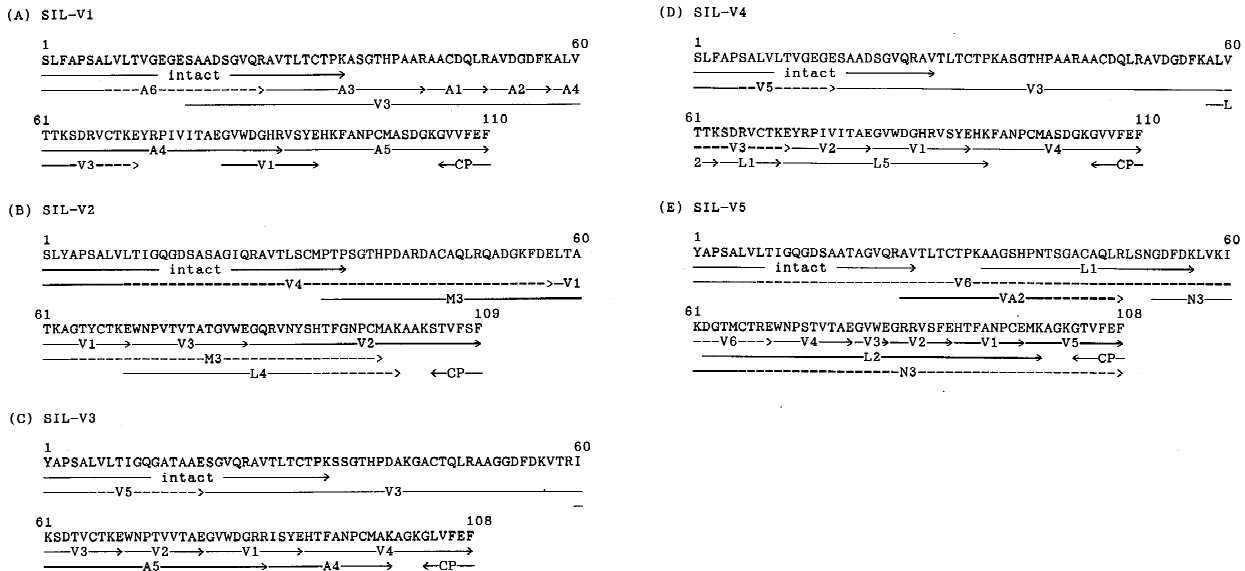 (A) SIL-V1
1 60
SLFAPSALVLTVGEGESAADSGVQRAVTLTCTPKASGTHPAARAACDQLRAVDGDFKALV
intact
A6 A3 A1 A2 A4
V3
61 110
TTKSDRVCTKEYRPIVITAEGVWDGHRVSYEHKFANPCMASDGKGVVFEF
A4 A5
V3 V1 CP
(B) SIL-V2
1 60
SLYAPSALVLTIGQGDSASAGIQRAVTLSCMPTPSGTHPDARDACAQLRQADGKFDELTA
intact
V4 V1
M3
61 109
TKAGTYCTKEWNPVTVTATGVWEGQRVNYSHTFGNPCMAKAAKSTVFSF
V1 V3 V2
M3
L4 CP
(C) SIL-V3
1 60
YAPSALVLTIGQGATAAESGVQRAVTLTCTPKSSGTHPDAKGACTQLRAAGGDFDKVTRI
intact
V5 V3
61 108
KSDTVCTKEWNPTVVTAEGVWDGRRISYEHTFANPCMAKAGKGLVFEF
V3 V2 V1 V4
A5 A4 CP
(D) SIL-V4
1 60
SLFAPSALVLTVGEGESAADSGVQRAVTLTCTPKASGTHPAARAACDQLRAVDGDFKALV
intact
V5 V3
L
61 110
TTKSDRVCTKEYRPIVITAEGVWDGHRVSYEHKFANPCMASDGKGVVFEF
V3 V2 V1 V4
2 L1 L5 CP
(E) SIL-V5
1 60
YAPSALVLTIGQGDSAATAGVQRAVTLTCTPKAAGSHPNTSGACAQLRLSNGDFDKLVKI
intact L1
V6
VA2 N3
61 108
KDGTMCTREWNPSTVTAEGVWEGRRVSFEHTFANPCEMKAGKGTVFEF
V6 V4 V3 V2 V1 V5
L2 CP
N3